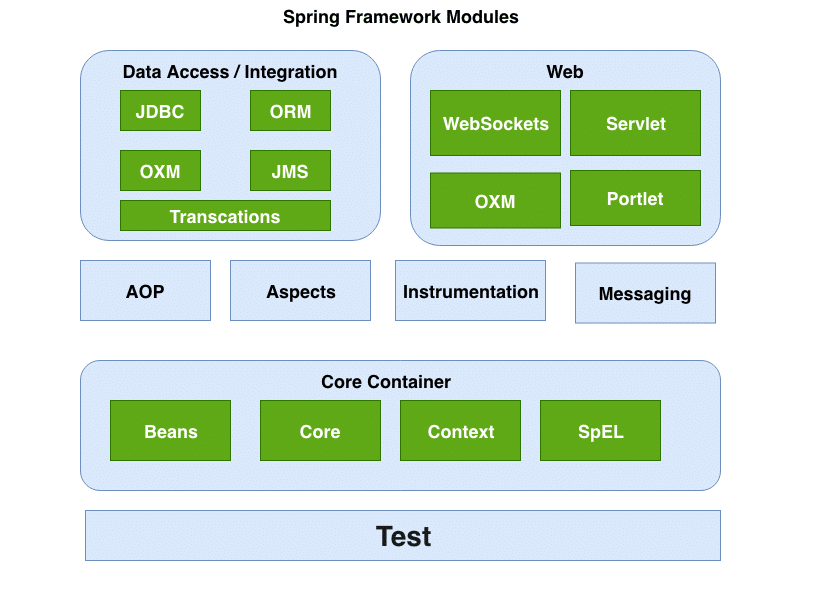 Spring Framework Modules
Data Access / Integration
JDBC
ORM
OXM
JMS
Transcations
Web
WebSockets
Servlet
OXM
Portlet
AOP
Aspects
Instrumentation
Messaging
Core Container
Beans
Core
Context
SpEL
Test